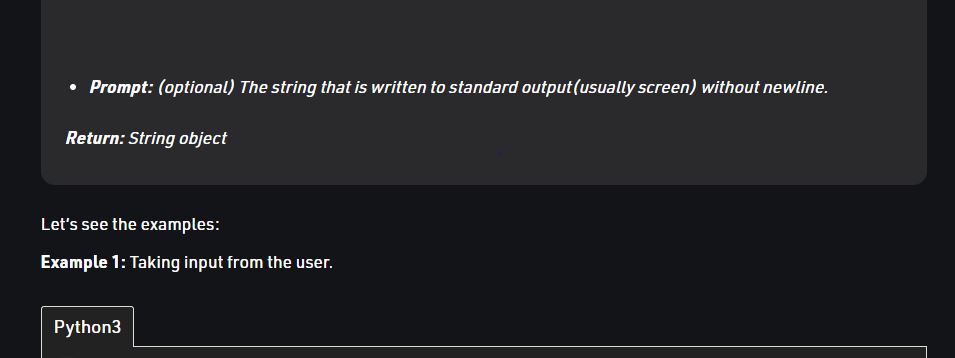 • Prompt: (optional) The string that is written to standard output(usually screen) without newline.
Return: String object
Let's see the examples:
Example 1: Taking input from the user.
Python3